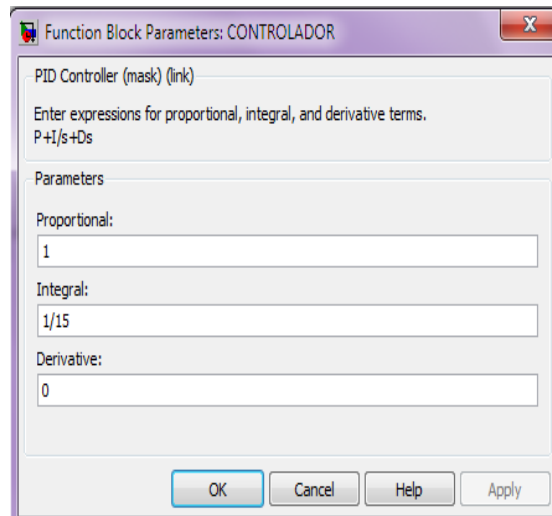 Function Block Parameters: CONTROLADOR
PID Controller (mask) (link)
Enter expressions for proportional, integral, and derivative terms.
P+I/s+Ds
Parameters
Proportional:
1
Integral:
1/15
Derivative:
0
OK Cancel Help Apply